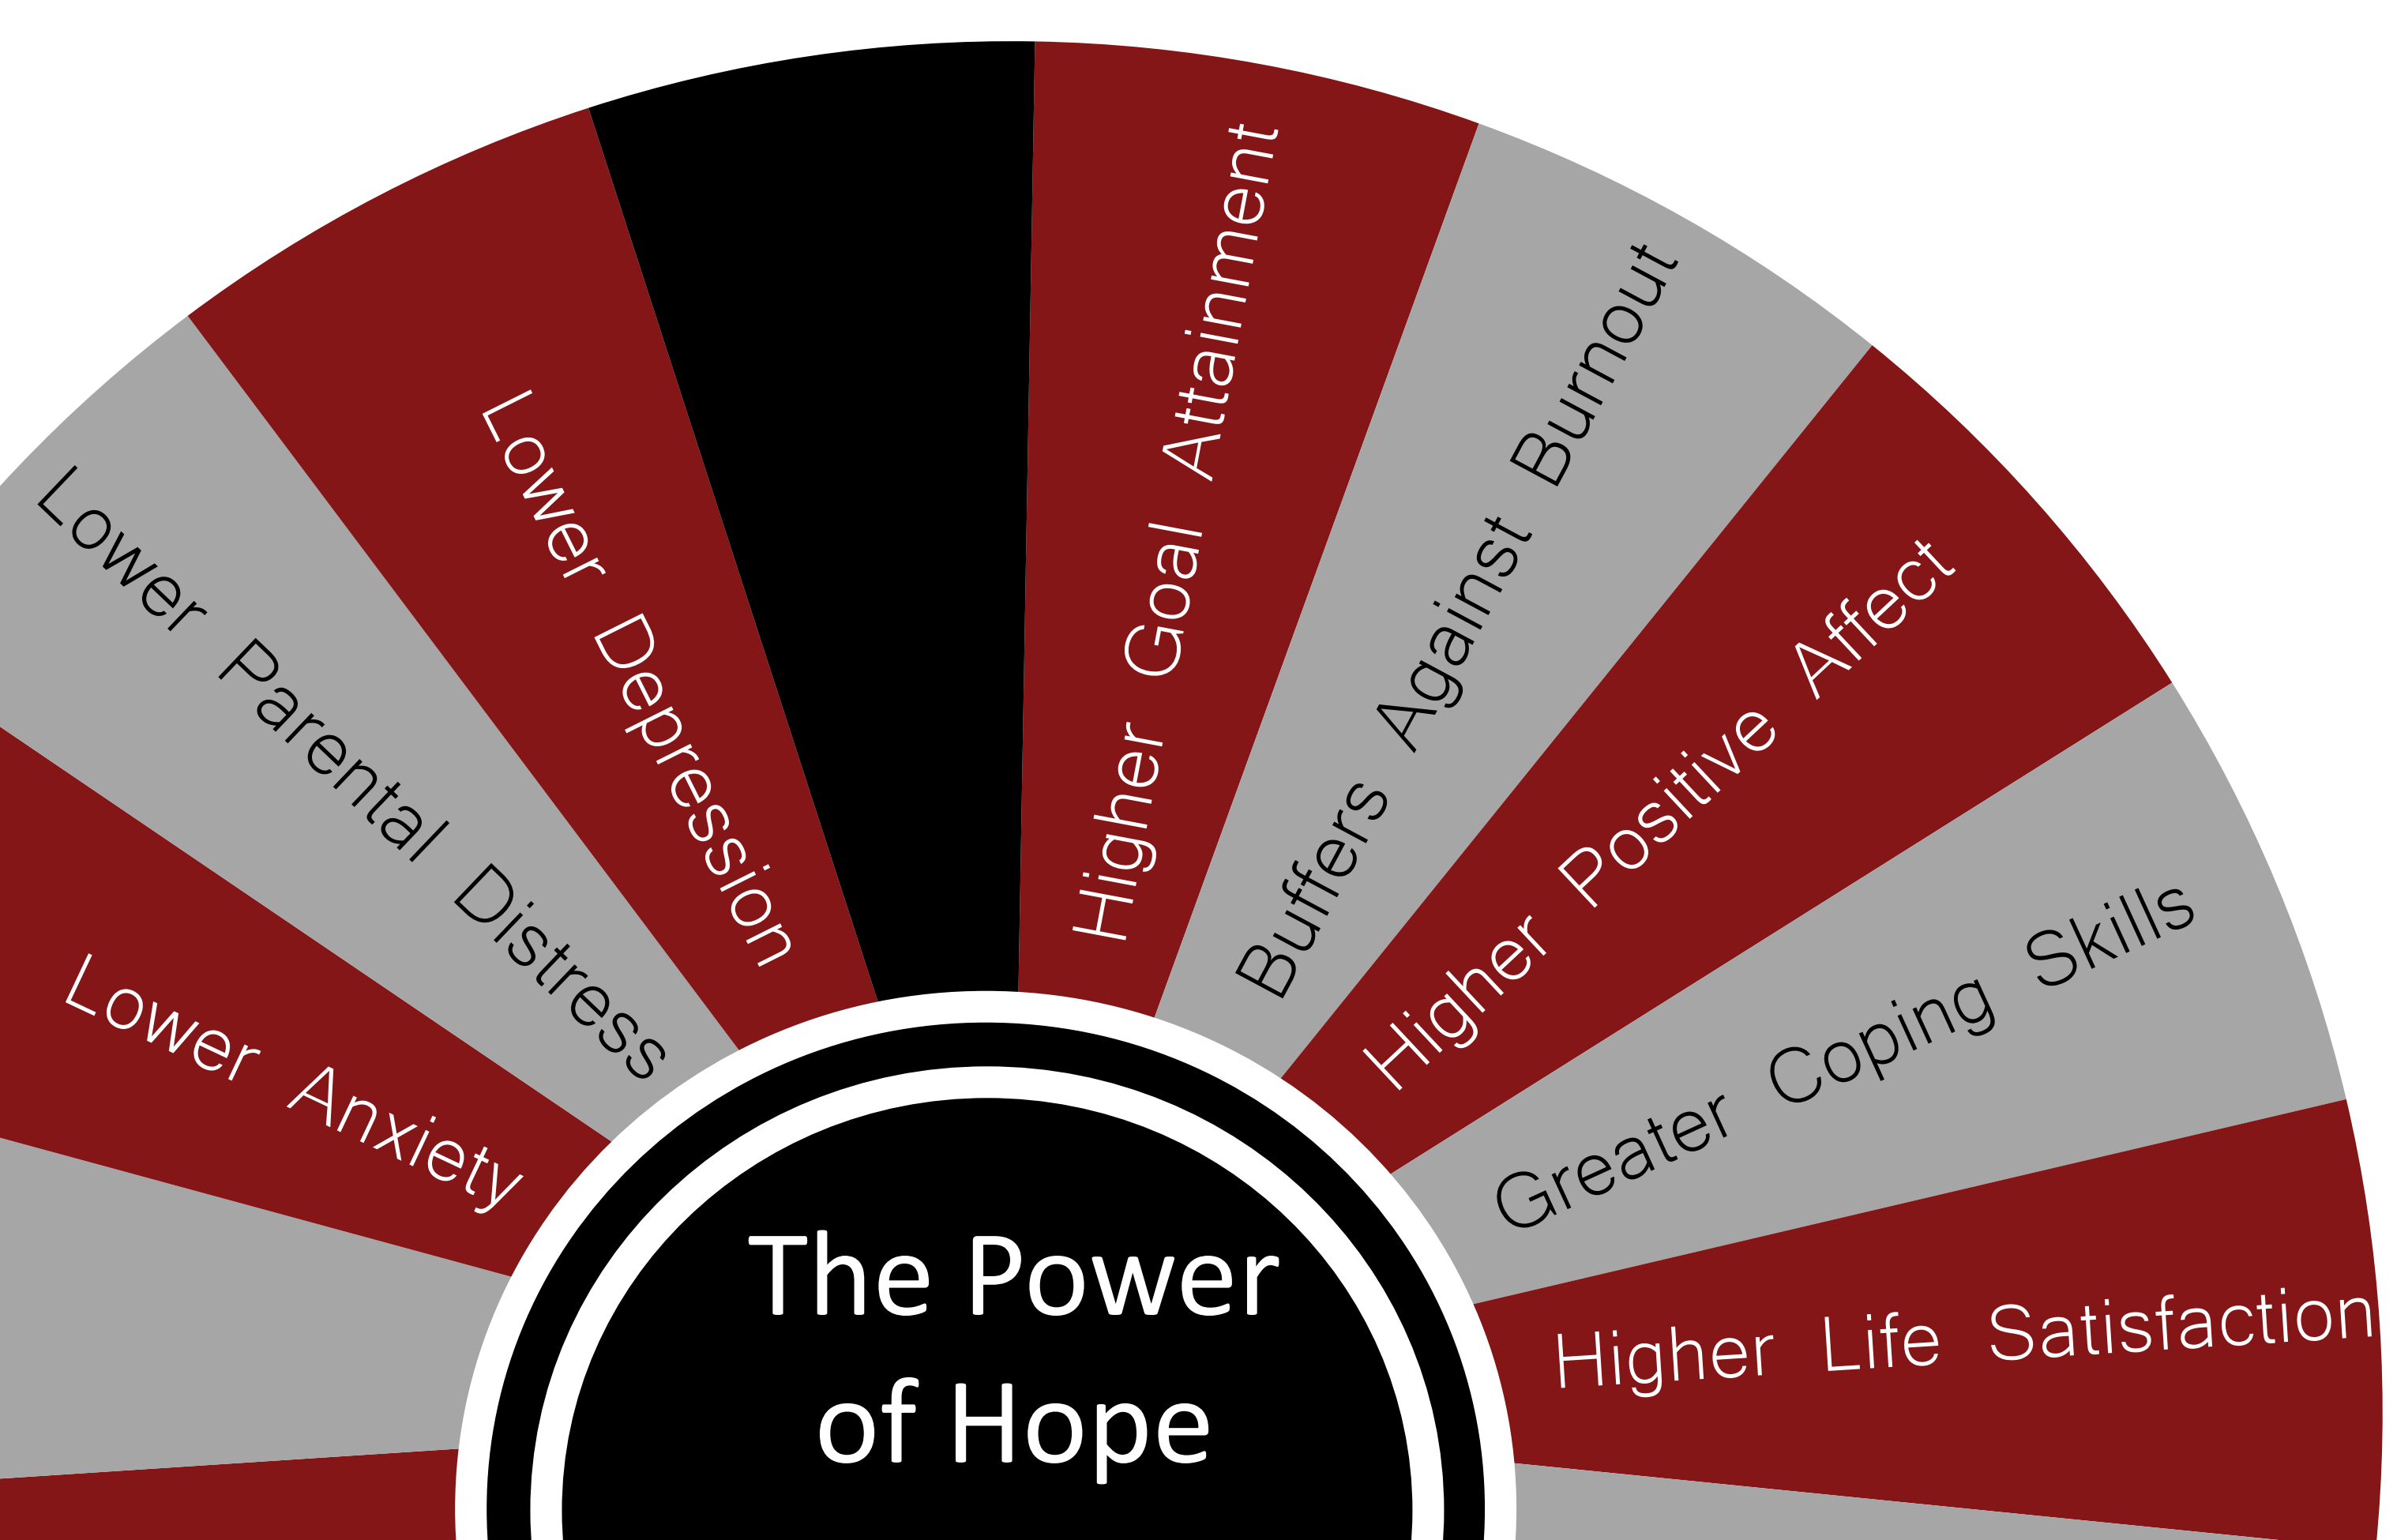 Lower Anxiety
Lower Parental Distress
Lower Depression
Higher Goal Attainment
Buffers Against Burnout
Higher Positive Affect
Greater Coping Skills
Higher Life Satisfaction
The Power
of Hope